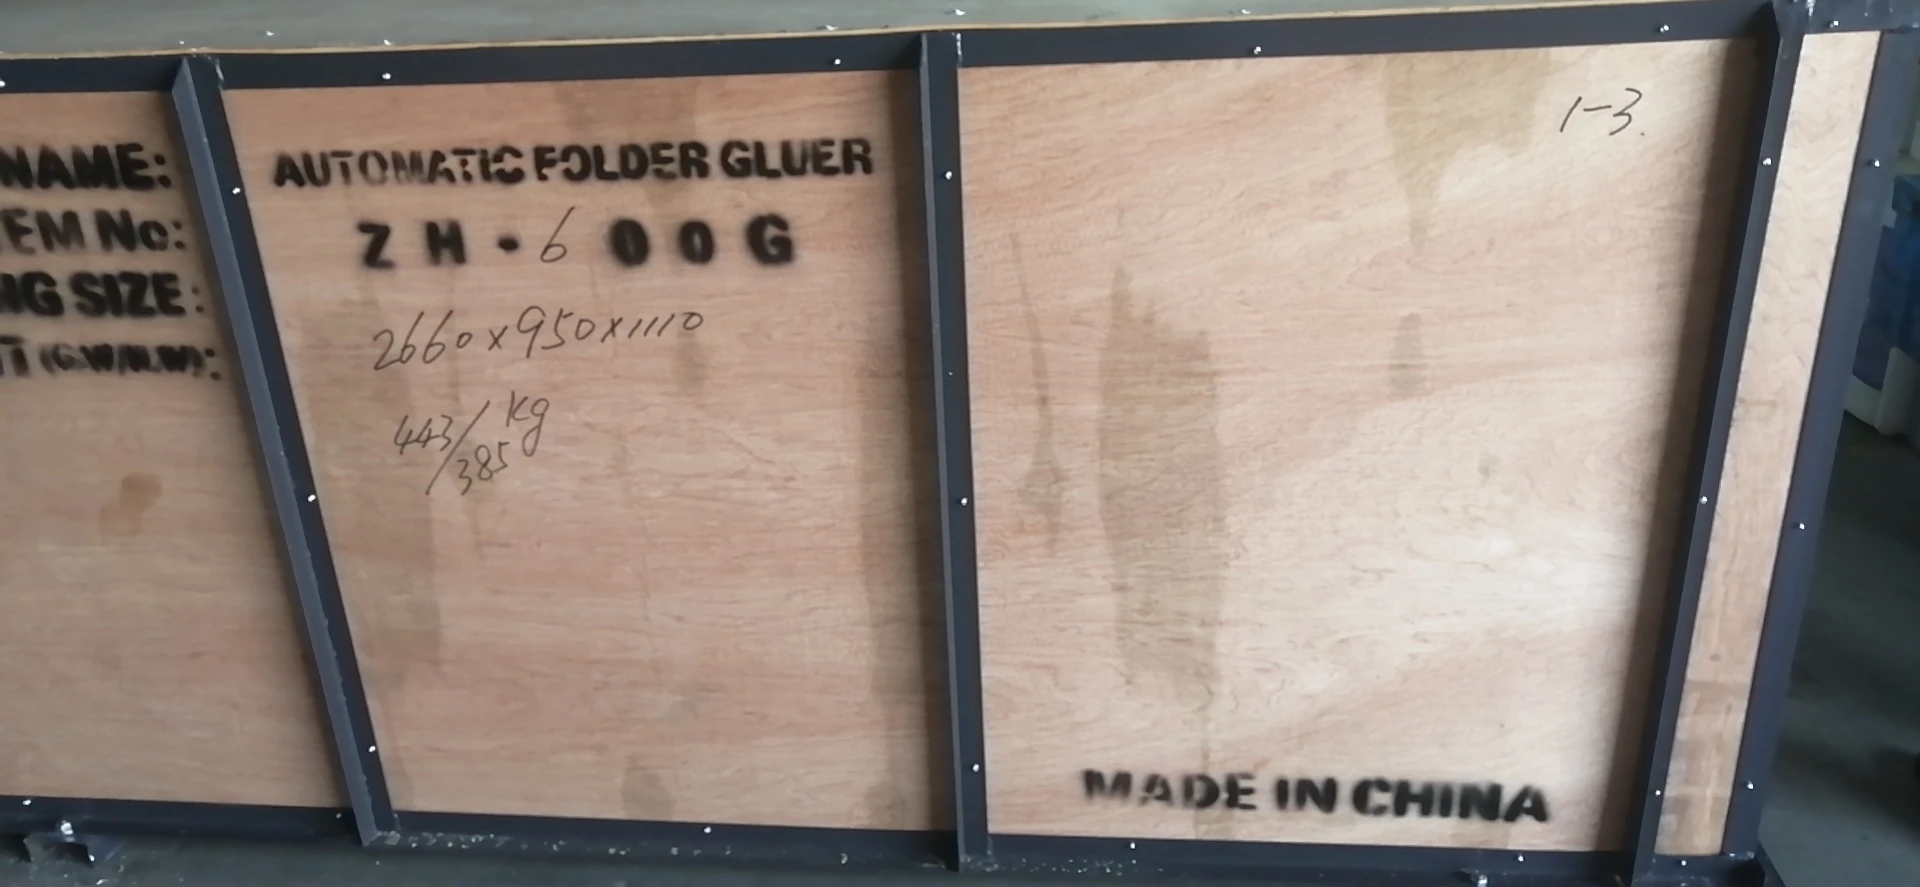 NAME: AUTOMATIC FOLDER GLUER
EM No: ZH-600G
SIZE: 2660x950x1110
(G.W/N.W): 443/385 kg
1-3.
MADE IN CHINA